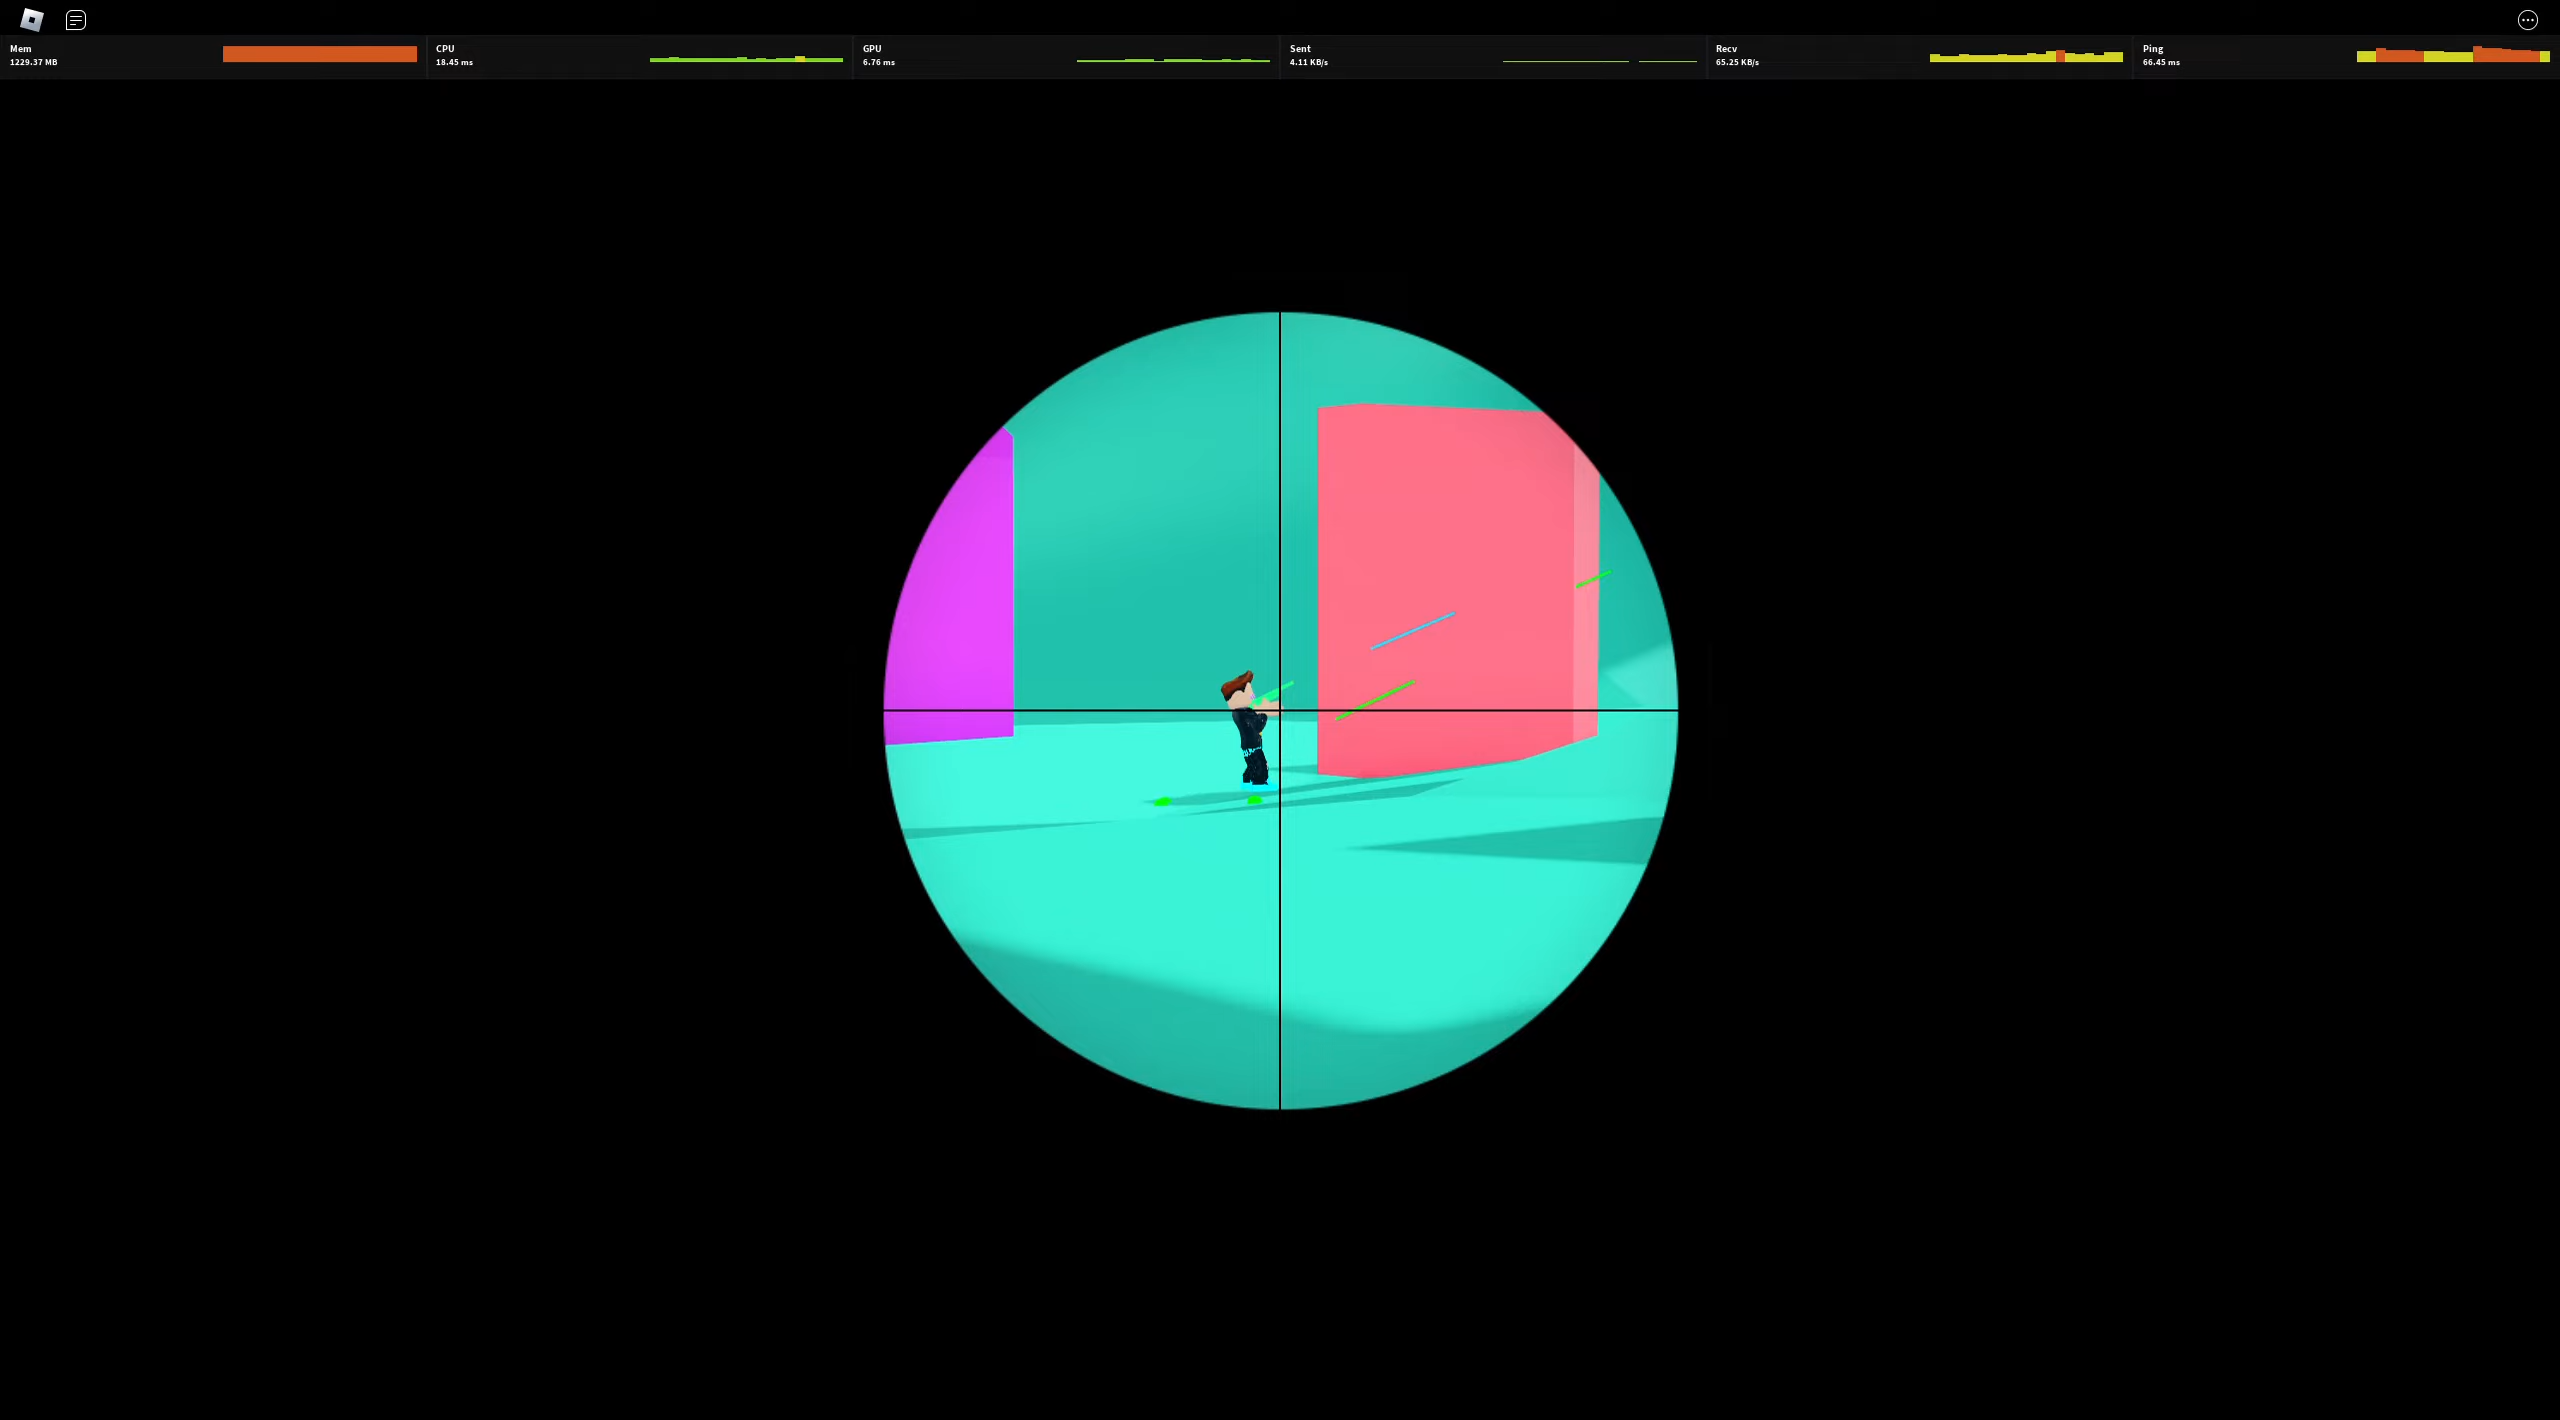 Mem
1229.37 MB
CPU
18.45 ms
GPU
6.76 ms
Sent
4.11 KB/s
Recv
65.25 KB/s
Ping
66.45 ms